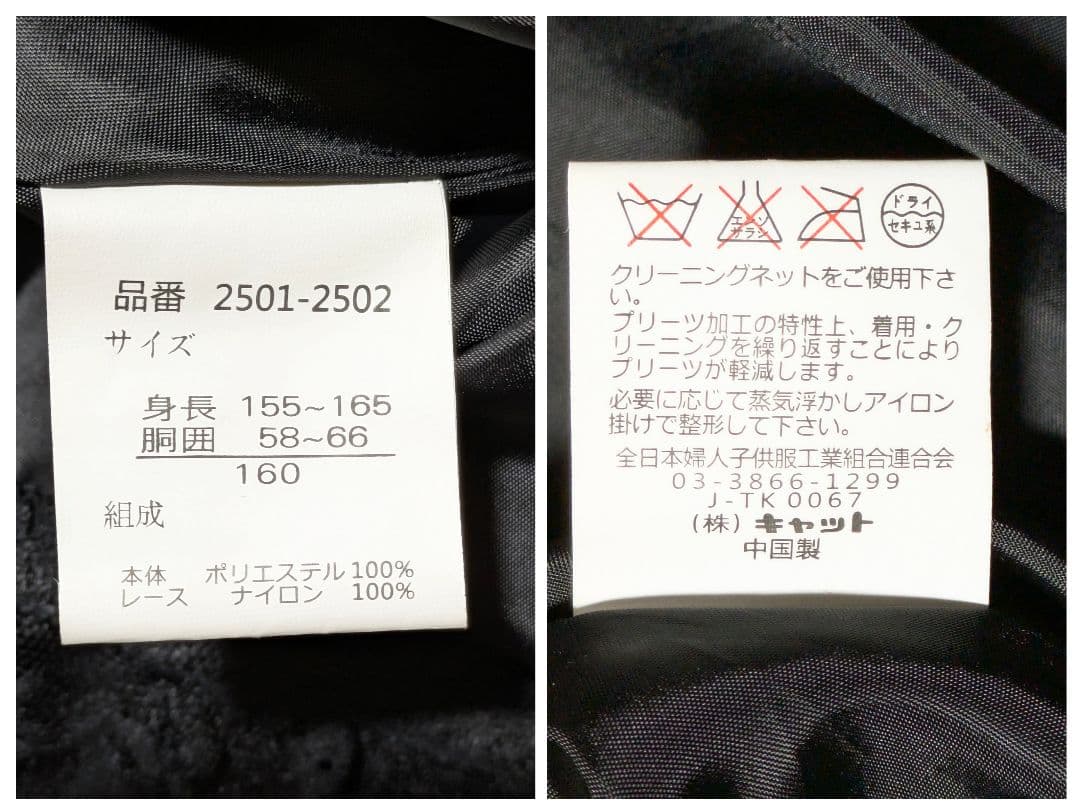 品番 2501-2502
サイズ
身長 155~165
胴囲 58~66
160
組成
本体 ポリエステル 100%
レース ナイロン 100%
エンソ
サラシ
ドライ
セキユ系
クリーニングネットをご使用下さ
い。
プリーツ加工の特性上、着用・ク
リーニングを繰り返すことにより
プリーツが軽減します。
必要に応じて蒸気浮かしアイロン
掛けで整形して下さい。
全日本婦人子供服工業組合連合会
03-3866-1299
J-TK 0067
(株)キャット
中国製